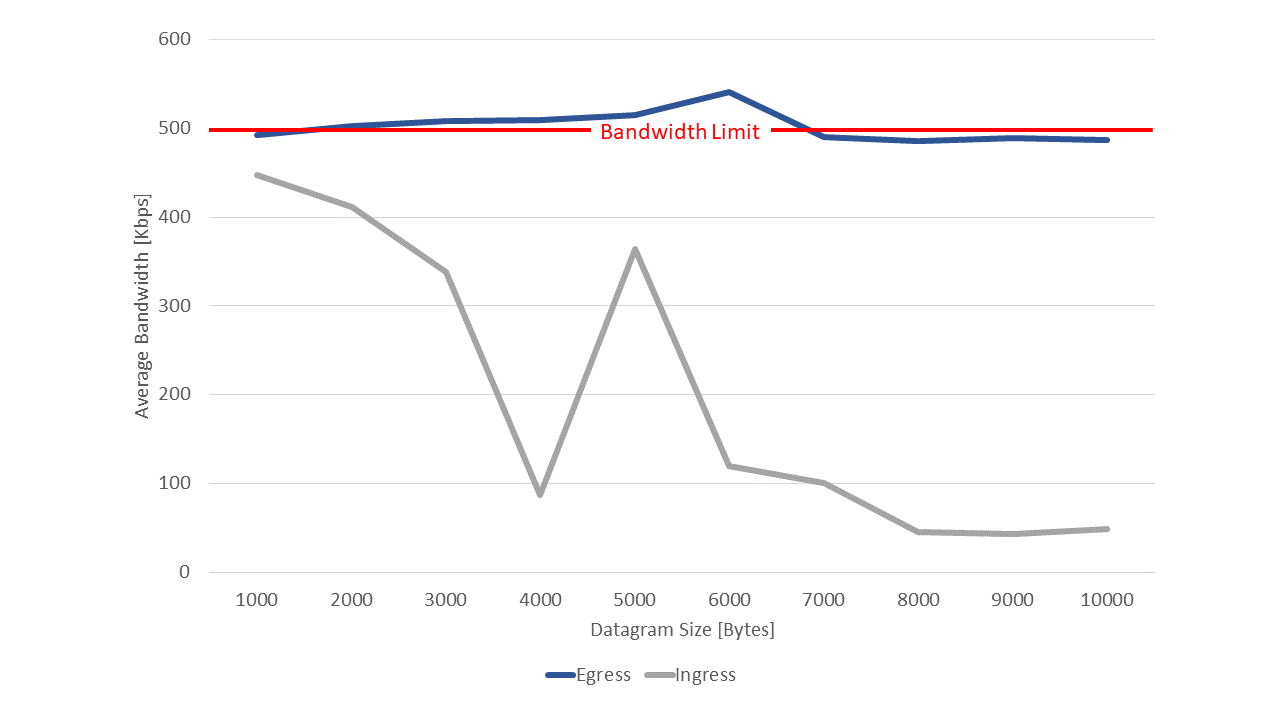 600
500
400
300
200
100
0
Average Bandwidth [Kbps]
Bandwidth Limit
1000 2000 3000 4000 5000 6000 7000 8000 9000 10000
Datagram Size [Bytes]
Egress Ingress